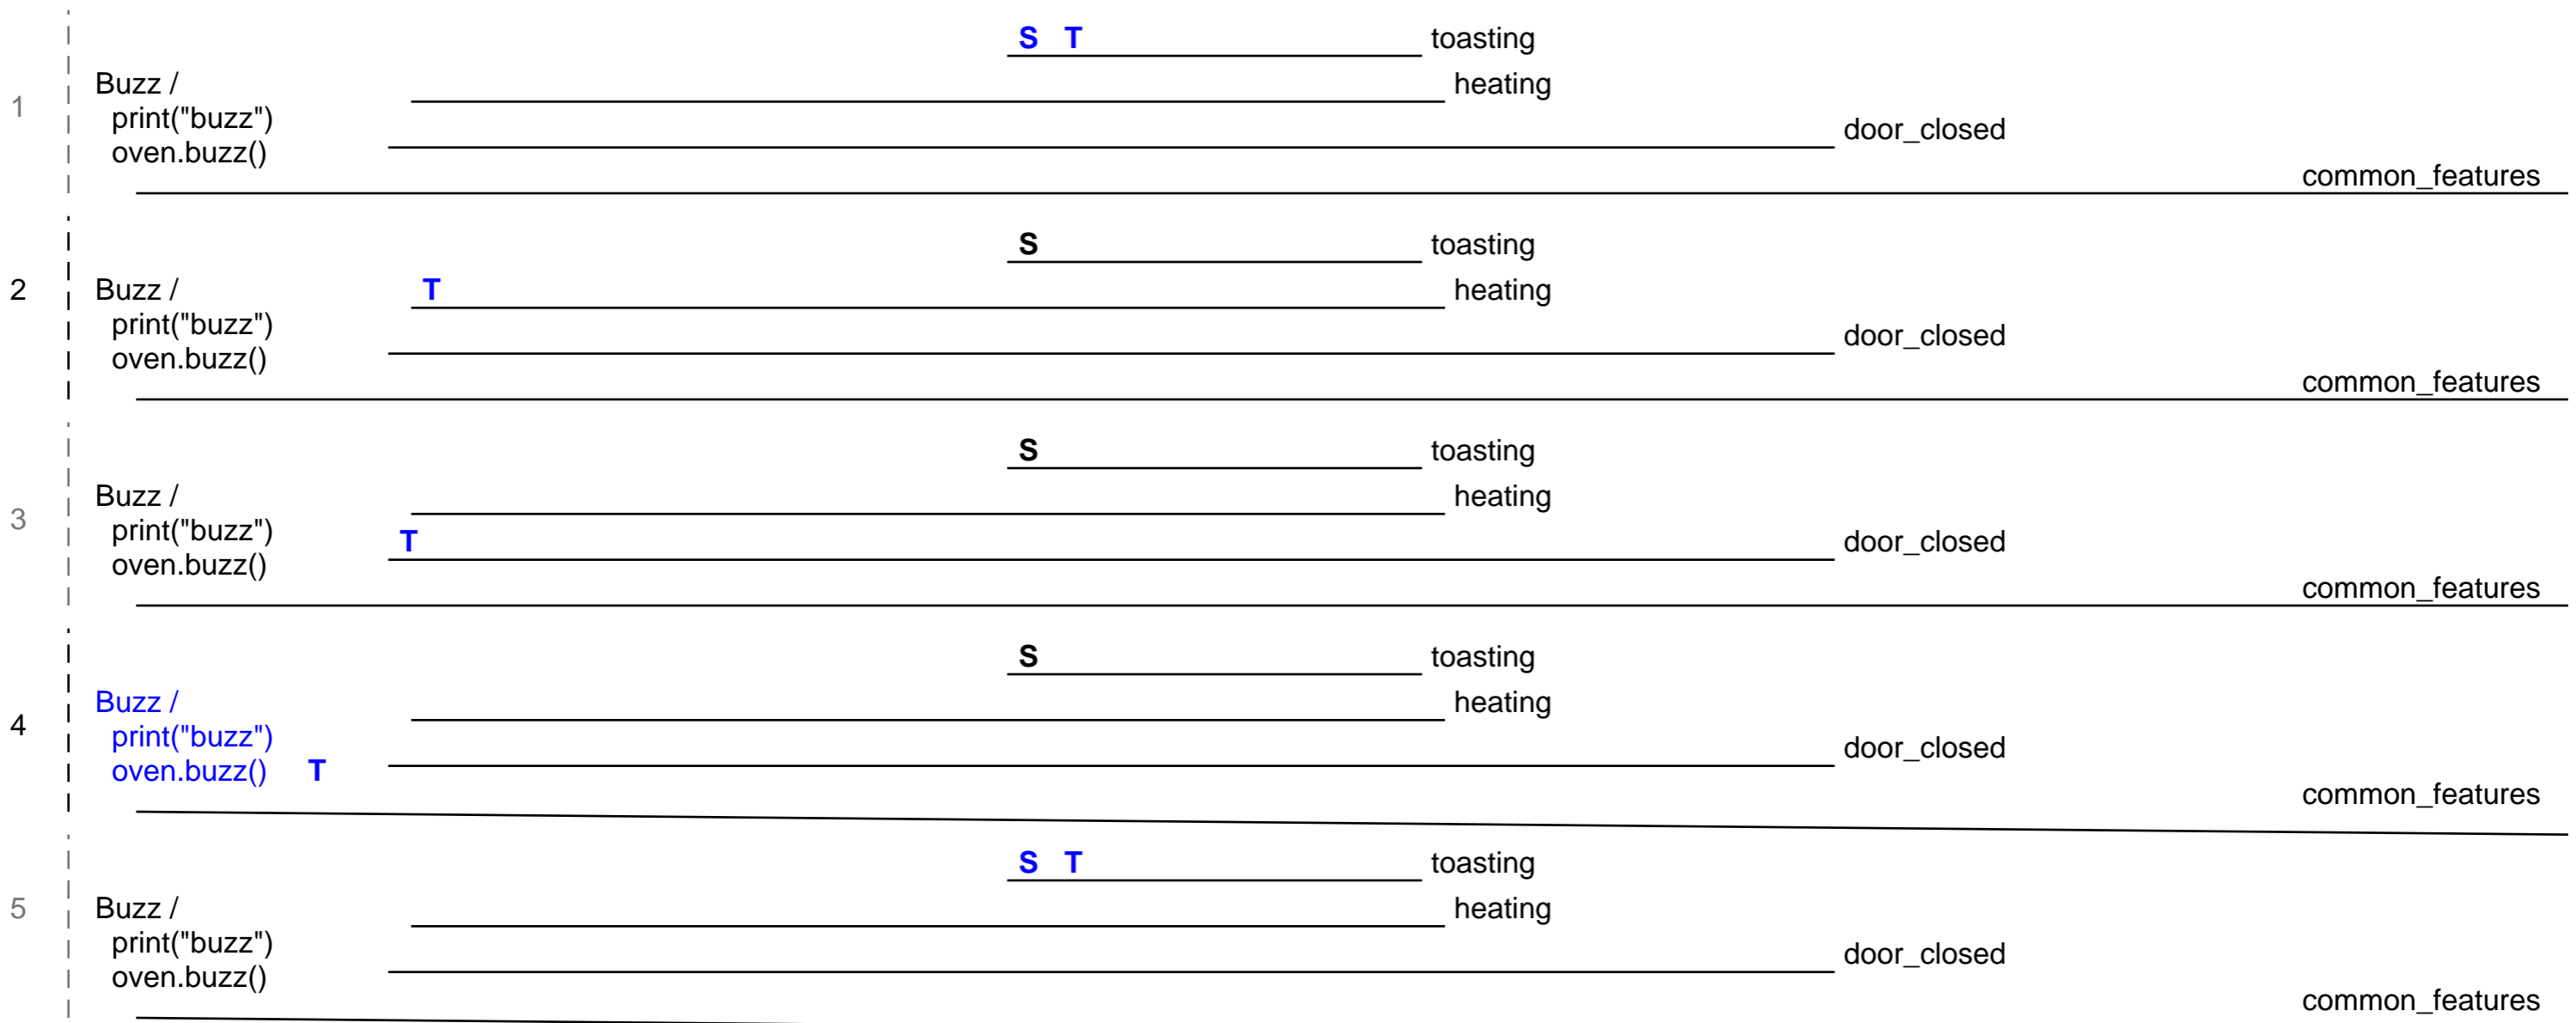 S T toasting
Buzz / heating
1
print("buzz")
door_closed
oven.buzz()
common_features
S toasting
2 Buzz / T heating
print("buzz")
door_closed
oven.buzz()
common_features
S toasting
Buzz / heating
3
print("buzz")
T door_closed
oven.buzz()
common_features
S toasting
Buzz / heating
4
print("buzz")
door_closed
oven.buzz() T
common_features
S T toasting
5 Buzz / heating
print("buzz")
door_closed
oven.buzz()
common_features